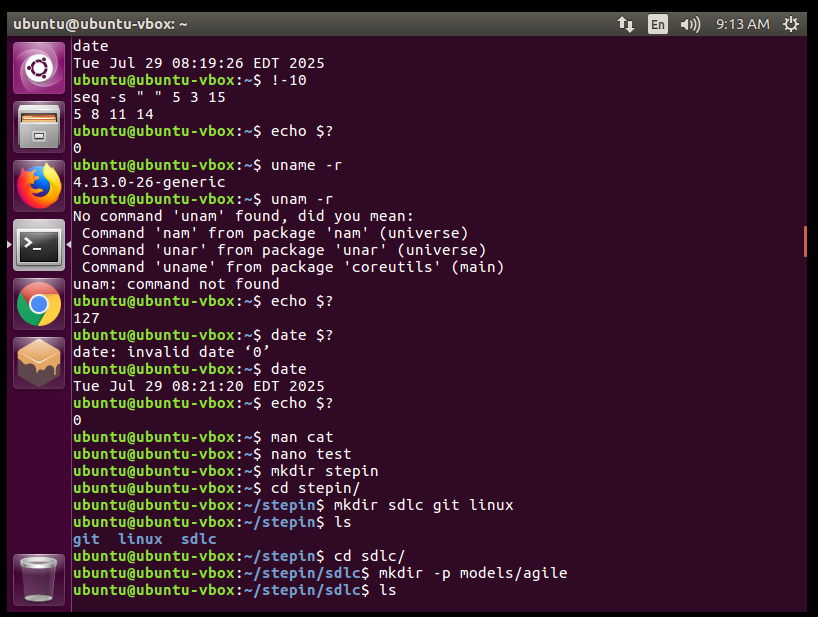 ubuntu@ubuntu-vbox: ~
En
9:13 AM
date
Tue Jul 29 08:19:26 EDT 2025
ubuntu@ubuntu-vbox:~$ !-10
seq -s " " 5 3 15
5 8 11 14
ubuntu@ubuntu-vbox:~$ echo $?
0
ubuntu@ubuntu-vbox:~$ uname -r
4.13.0-26-generic
ubuntu@ubuntu-vbox:~$ unam -r
No command 'unam' found, did you mean:
 Command 'nam' from package 'nam' (universe)
 Command 'unar' from package 'unar' (universe)
 Command 'uname' from package 'coreutils' (main)
unam: command not found
ubuntu@ubuntu-vbox:~$ echo $?
127
ubuntu@ubuntu-vbox:~$ date $?
date: invalid date ‘0’
ubuntu@ubuntu-vbox:~$ date
Tue Jul 29 08:21:20 EDT 2025
ubuntu@ubuntu-vbox:~$ echo $?
0
ubuntu@ubuntu-vbox:~$ man cat
ubuntu@ubuntu-vbox:~$ nano test
ubuntu@ubuntu-vbox:~$ mkdir stepin
ubuntu@ubuntu-vbox:~$ cd stepin/
ubuntu@ubuntu-vbox:~/stepin$ mkdir sdlc git linux
ubuntu@ubuntu-vbox:~/stepin$ ls
git  linux  sdlc
ubuntu@ubuntu-vbox:~/stepin$ cd sdlc/
ubuntu@ubuntu-vbox:~/stepin/sdlc$ mkdir -p models/agile
ubuntu@ubuntu-vbox:~/stepin/sdlc$ ls